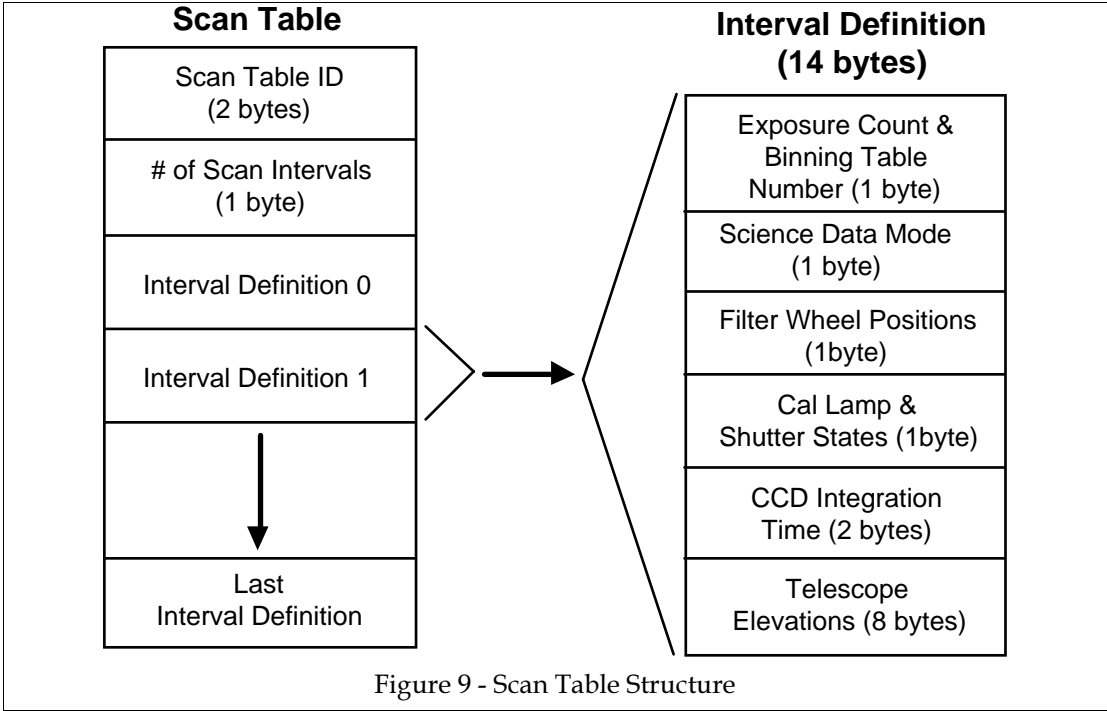 Scan Table
Scan Table ID
(2 bytes)
# of Scan Intervals
(1 byte)
Interval Definition 0
Interval Definition 1
Last
Interval Definition
Interval Definition
(14 bytes)
Exposure Count &
Binning Table
Number (1 byte)
Science Data Mode
(1 byte)
Filter Wheel Positions
(1byte)
Cal Lamp &
Shutter States (1byte)
CCD Integration
Time (2 bytes)
Telescope
Elevations (8 bytes)
Figure 9 - Scan Table Structure